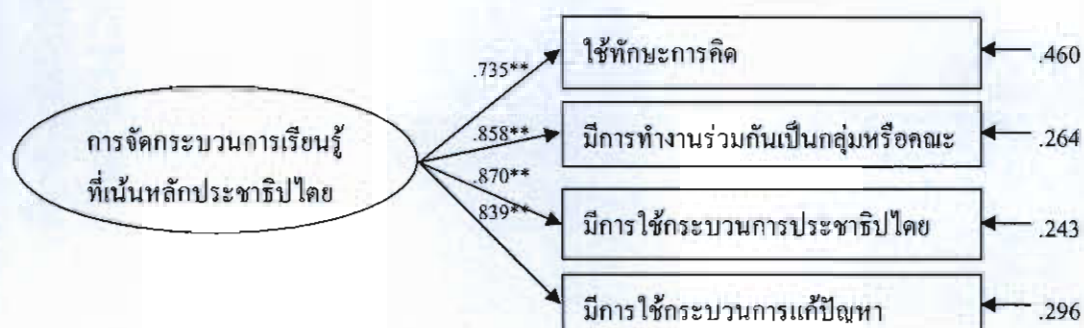 ใช้ทักษะการคิด
.460
.735**
การจัดกระบวนการเรียนรู้
ที่เน้นหลักประชาธิปไตย
.858**
มีการทำงานร่วมกันเป็นกลุ่มหรือคณะ
.264
.870**
มีการใช้กระบวนการประชาธิปไตย
.243
.839**
มีการใช้กระบวนการแก้ปัญหา
.296